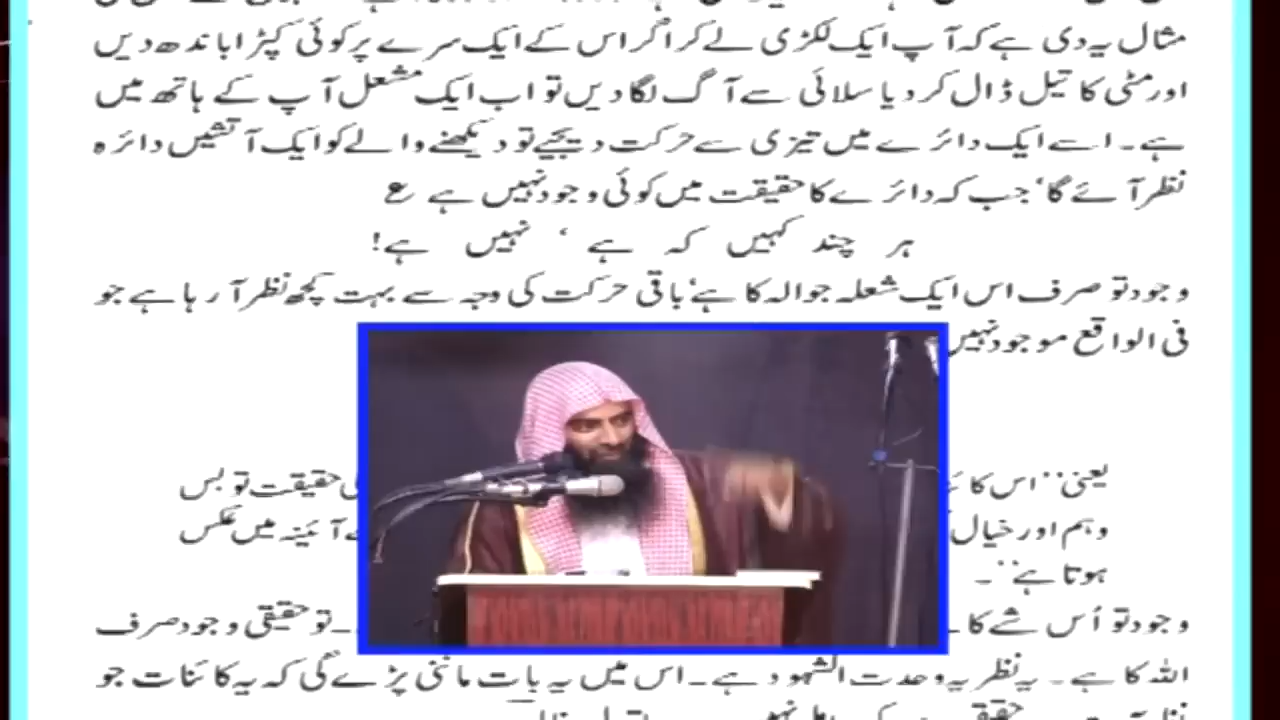 مثال یہ دی ہے کہ آپ ایک لکڑی لے کر اگر اس کے ایک سرے پر کوئی کپڑا باندھ دیں
اور مٹی کا تیل ڈال کر دیا سلائی سے آگ لگا دیں تو اب ایک مشعل آپ کے ہاتھ میں
ہے۔ اسے ایک دائرے میں تیزی سے حرکت دیجیے تو دیکھنے والے کو ایک آتشیں دائرہ
نظر آئے گا‘ جب کہ دائرے کا حقیقت میں کوئی وجود نہیں ہے ع
ہر چند کہیں کہ ہے ‘ نہیں ہے!
وجود تو صرف اس ایک شعلہ جوالہ کا ہے‘ باقی حرکت کی وجہ سے بہت کچھ نظر آ رہا ہے جو
فی الواقع موجود نہیں
یعنی ’’اس کا حقیقت تو بس
وہم اور خیال آئینہ میں عکس
ہوتا ہے‘‘۔
وجود تو اُس شے کا ۔ تو حقیقی وجود صرف
اللہ کا ہے۔ یہ نظریہ وحدت الشہود ہے۔ اس میں یہ بات ماننی پڑے گی کہ یہ کائنات جو